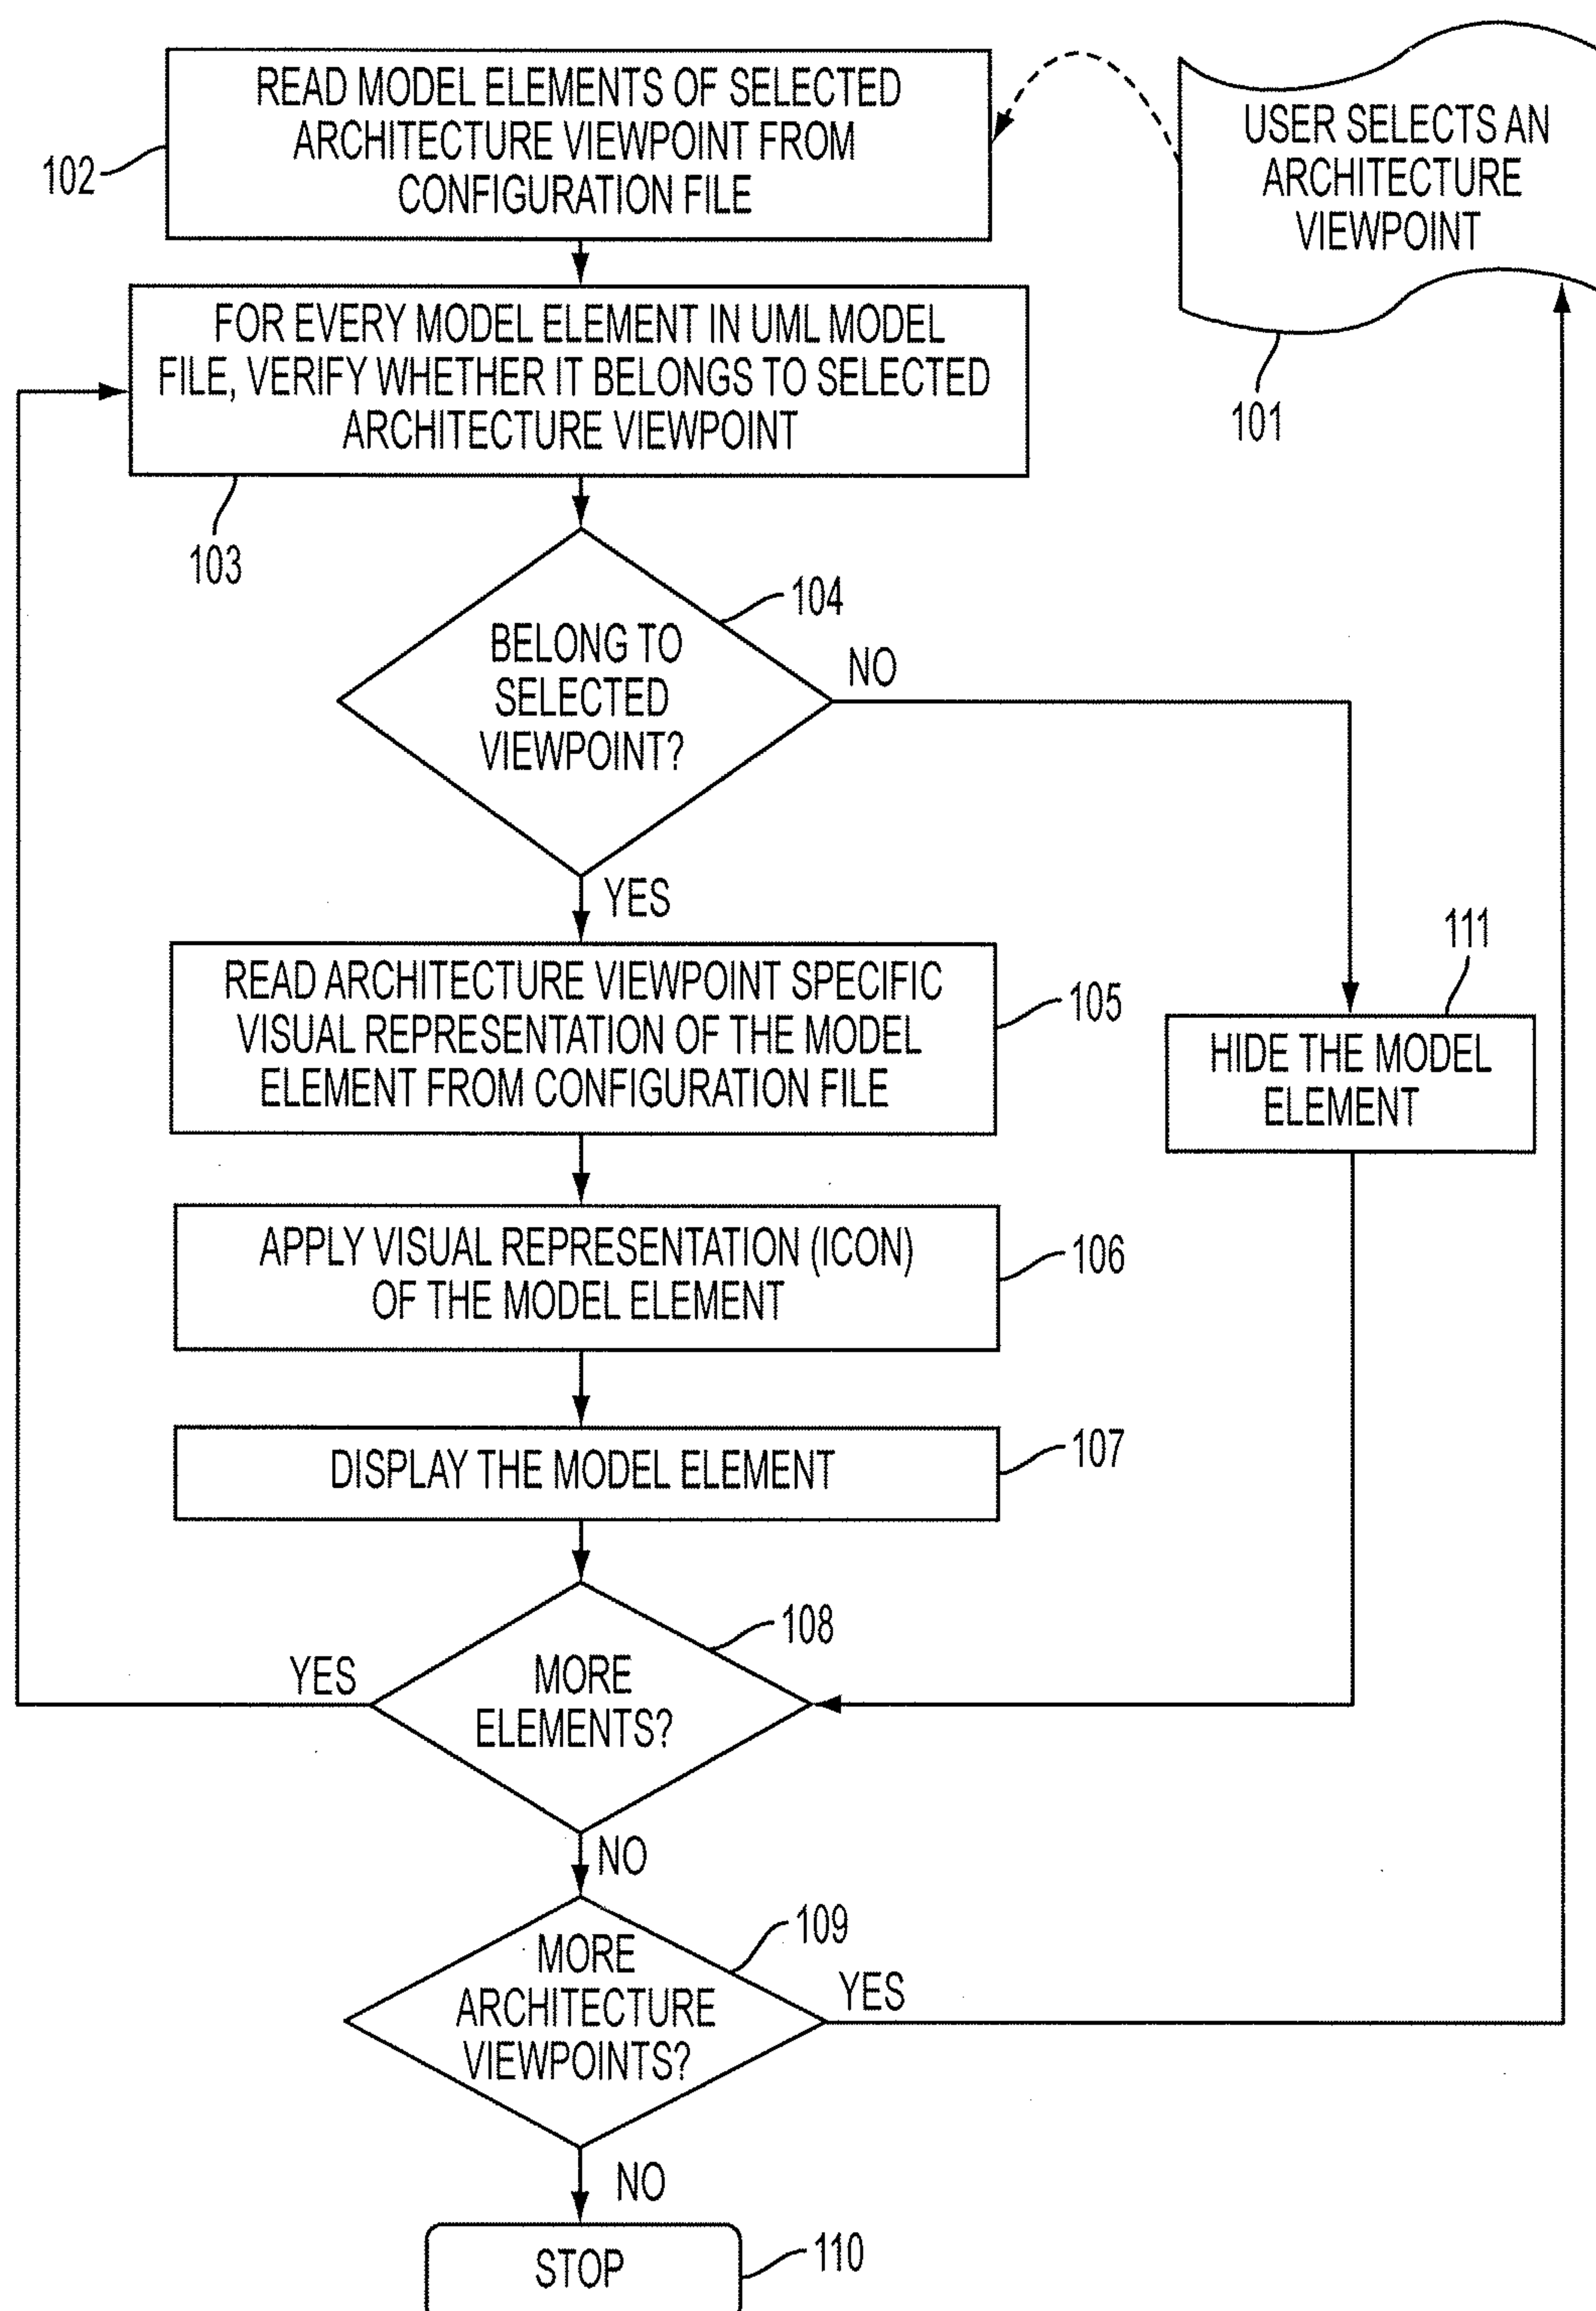 READ MODEL ELEMENTS OF SELECTED
ARCHITECTURE VIEWPOINT FROM
CONFIGURATION FILE
102
USER SELECTS AN
ARCHITECTURE
VIEWPOINT
101
FOR EVERY MODEL ELEMENT IN UML MODEL
FILE, VERIFY WHETHER IT BELONGS TO SELECTED
ARCHITECTURE VIEWPOINT
103
104
BELONG TO
SELECTED
VIEWPOINT?
NO
YES
111
HIDE THE MODEL
ELEMENT
READ ARCHITECTURE VIEWPOINT SPECIFIC
VISUAL REPRESENTATION OF THE MODEL
ELEMENT FROM CONFIGURATION FILE
105
APPLY VISUAL REPRESENTATION (ICON)
OF THE MODEL ELEMENT
106
DISPLAY THE MODEL ELEMENT
107
108
MORE
ELEMENTS?
YES
NO
109
MORE
ARCHITECTURE
VIEWPOINTS?
YES
NO
STOP
110